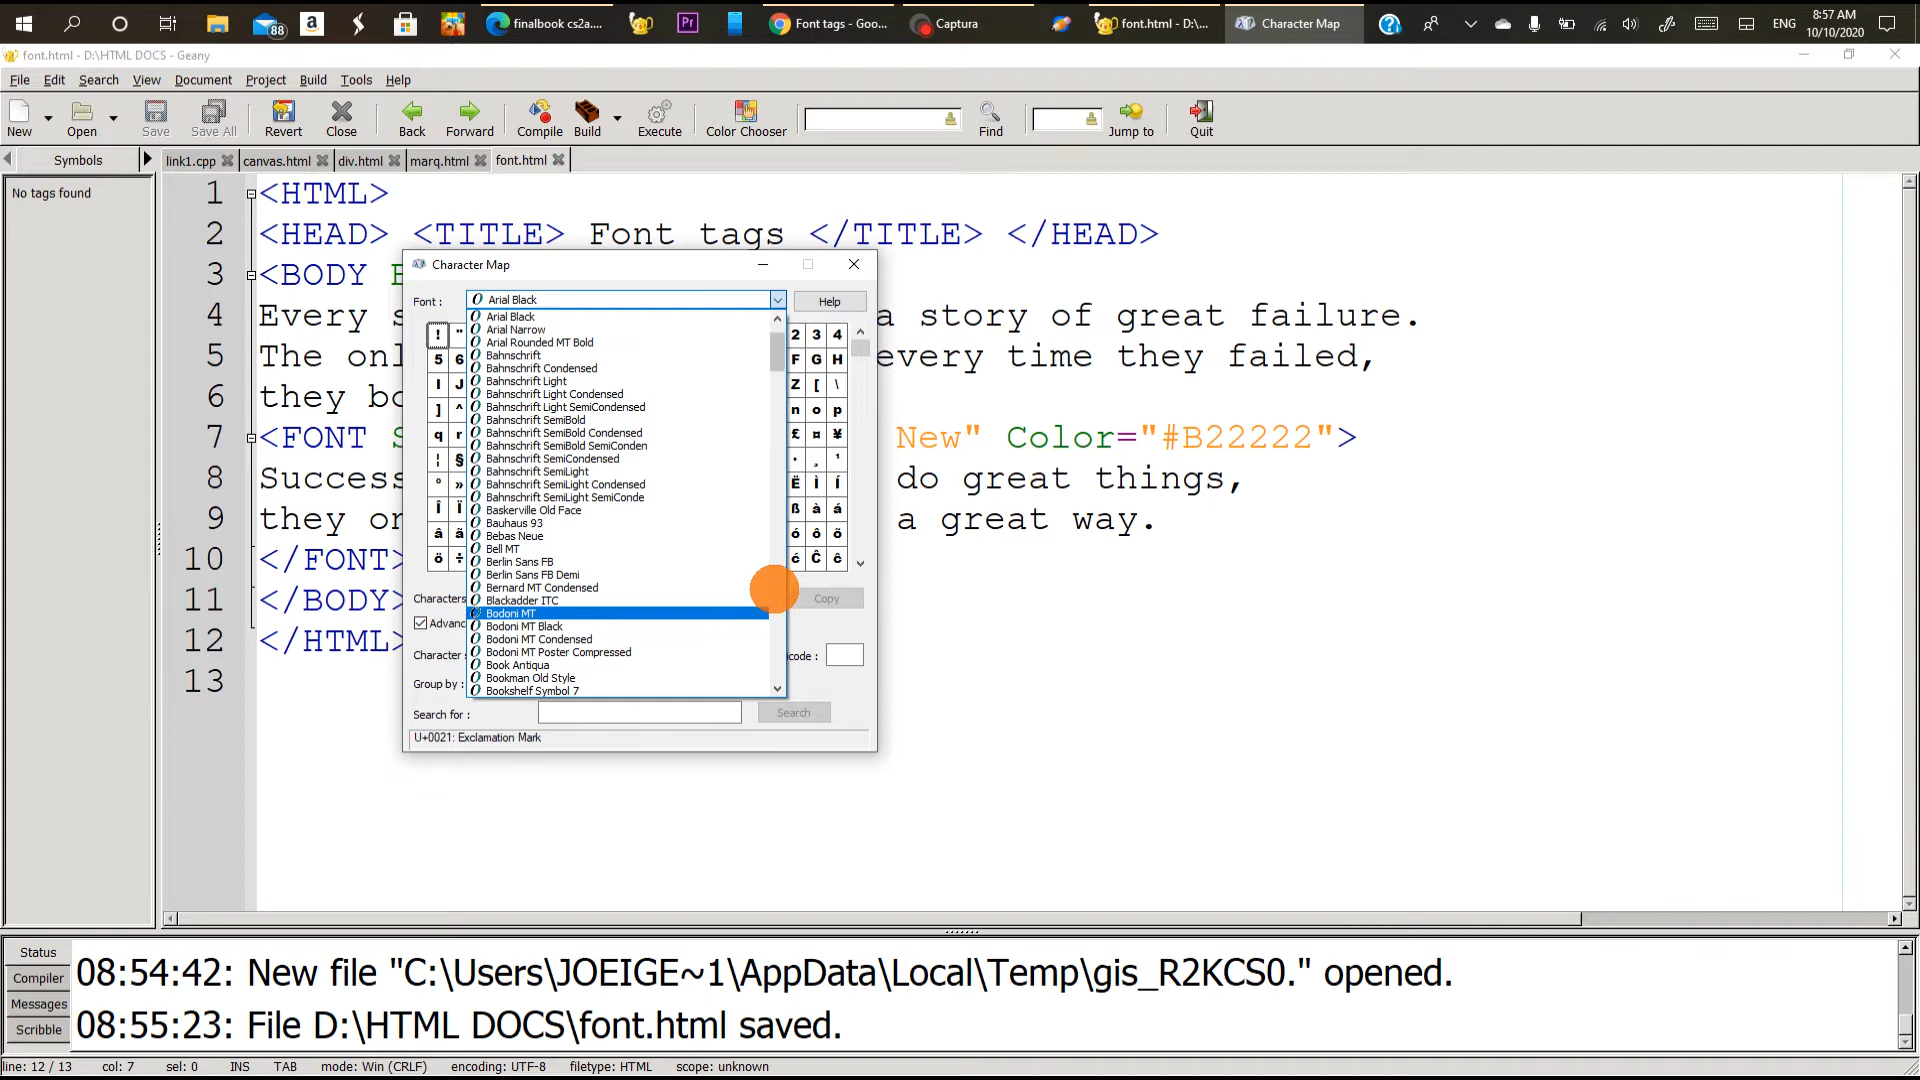 88
finalbook cs2a....
Pr
Font tags - Goo...
Captura
font.html - D:\...
Character Map
ENG
8:57 AM
10/10/2020
font.html - D:\HTML DOCS - Geany
File Edit Search View Document Project Build Tools Help
New Open Save Save All Revert Close Back Forward Compile Build Execute Color Chooser Find Jump to Quit
Symbols
link1.cpp canvas.html div.html marq.html font.html
No tags found
1 <HTML>
2 <HEAD> <TITLE> Font tags </TITLE> </HEAD>
3 <BODY
4 Every a story of great failure.
5 The every time they failed,
6 they
7 <FONT New" Color="#B22222">
8 Success do great things,
9 they a great way.
10 </FONT>
11 </BODY>
12 </HTML>
13
Character Map
Font : Arial Black Help
Arial Black
Arial Narrow
Arial Rounded MT Bold
Bahnschrift
Bahnschrift Condensed
Bahnschrift Light
Bahnschrift Light Condensed
Bahnschrift Light SemiCondensed
Bahnschrift SemiBold
Bahnschrift SemiBold Condensed
Bahnschrift SemiBold SemiConden
Bahnschrift SemiCondensed
Bahnschrift SemiLight
Bahnschrift SemiLight Condensed
Bahnschrift SemiLight SemiConde
Baskerville Old Face
Bauhaus 93
Bebas Neue
Bell MT
Berlin Sans FB
Berlin Sans FB Demi
Bernard MT Condensed
Blackadder ITC
Bodoni MT
Bodoni MT Black
Bodoni MT Condensed
Bodoni MT Poster Compressed
Book Antiqua
Bookman Old Style
Bookshelf Symbol 7
! " 2 3 4
5 6 F G H
I J Z [ \
] ^ n o p
q r £ ¤ ¥
¦ § · ¸ ¹
º » Ë Ì Í
Î Ï ß à á
â ã ó ô õ
ö ÷ ć Ĉ ĉ
Characters Copy
Advanc
Character icode :
Group by :
Search for : Search
U+0021: Exclamation Mark
Status
Compiler
Messages
Scribble
08:54:42: New file "C:\Users\JOEIGE~1\AppData\Local\Temp\gis_R2KCS0." opened.
08:55:23: File D:\HTML DOCS\font.html saved.
line: 12 / 13 col: 7 sel: 0 INS TAB mode: Win (CRLF) encoding: UTF-8 filetype: HTML scope: unknown